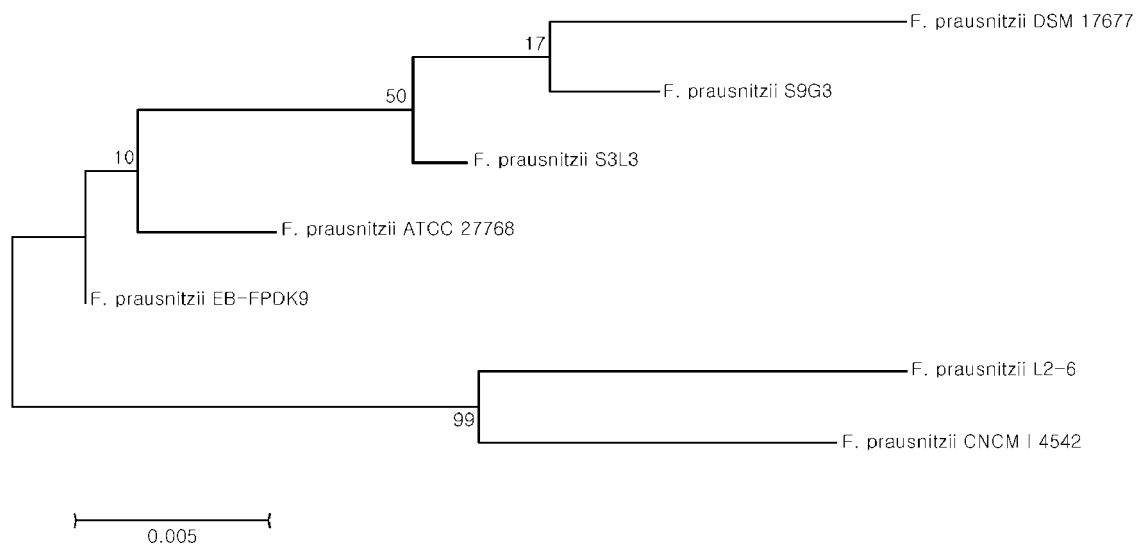 F. prausnitzii DSM 17677
17
F. prausnitzii S9G3
50
F. prausnitzii S3L3
10
F. prausnitzii ATCC 27768
F. prausnitzii EB-FPDK9
F. prausnitzii L2-6
99
F. prausnitzii CNCM I 4542
0.005